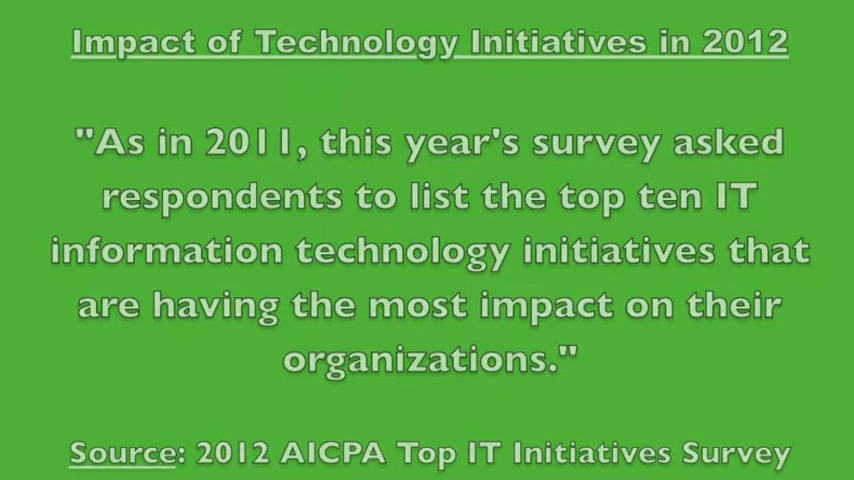 Impact of Technology Initiatives in 2012
"As in 2011, this year's survey asked
respondents to list the top ten IT
information technology initiatives that
are having the most impact on their
organizations."
Source: 2012 AICPA Top IT Initiatives Survey